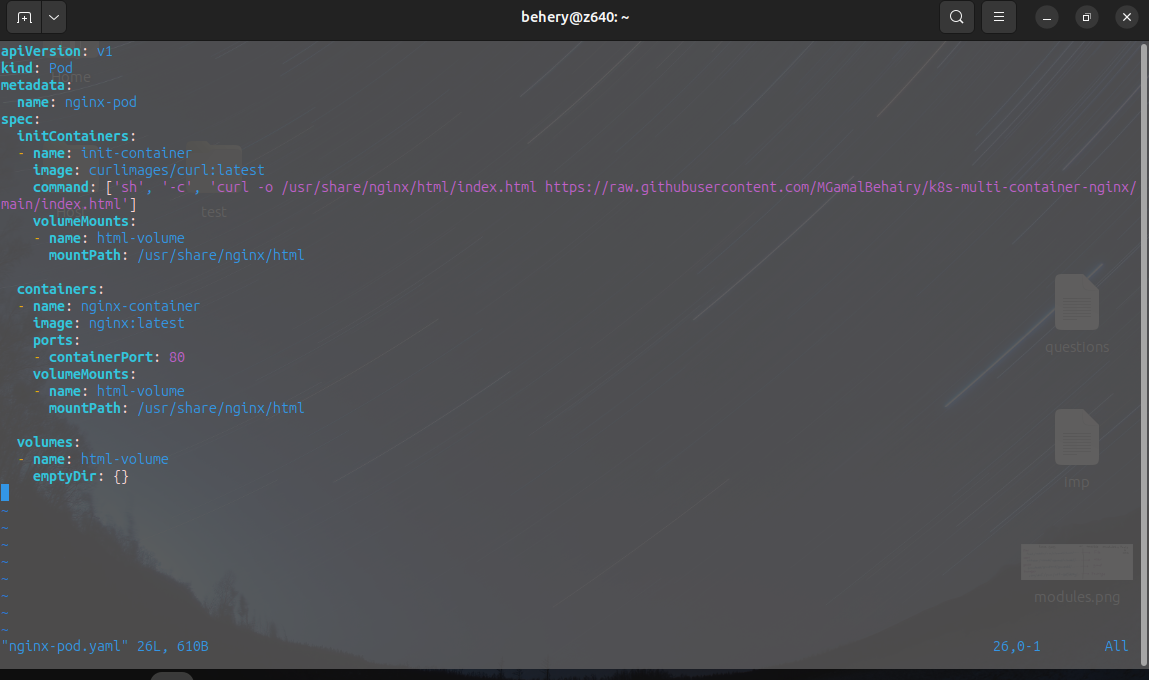 behery@z640: ~
apiVersion: v1
kind: Pod
Home
metadata:
  name: nginx-pod
spec:
  initContainers:
  - name: init-container
    image: curlimages/curl:latest
    command: ['sh', '-c', 'curl -o /usr/share/nginx/html/index.html https://raw.githubusercontent.com/MGamalBehairy/k8s-multi-container-nginx/
main/index.html']
test
    volumeMounts:
    - name: html-volume
      mountPath: /usr/share/nginx/html
  containers:
  - name: nginx-container
    image: nginx:latest
    ports:
    - containerPort: 80
questions
    volumeMounts:
    - name: html-volume
      mountPath: /usr/share/nginx/html
  volumes:
  - name: html-volume
    emptyDir: {}
imp
~
~
~
~
~
~
modules.png
~
~
"nginx-pod.yaml" 26L, 610B 26,0-1 All